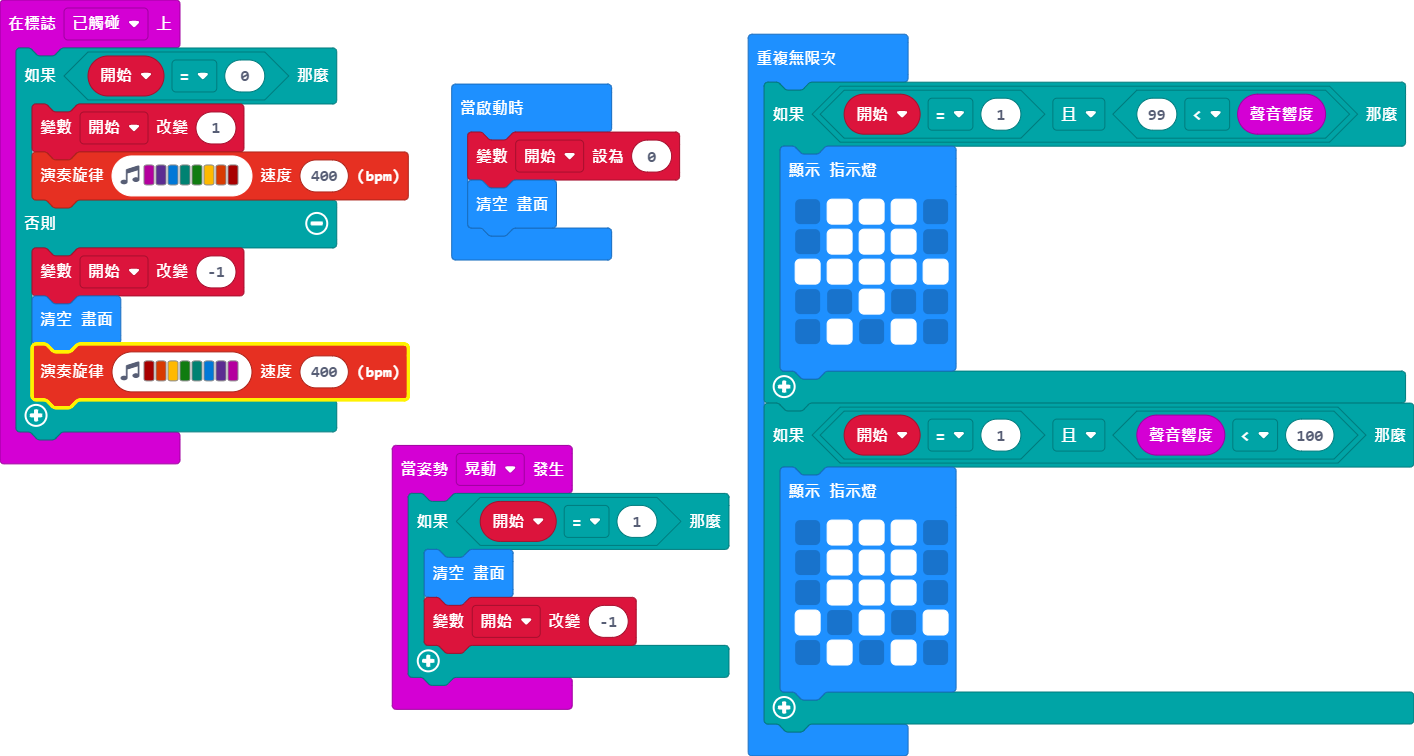 在標誌 已觸碰 上
如果 開始 = 0 那麼
變數 開始 改變 1
演奏旋律 速度 400 (bpm)
否則
變數 開始 改變 -1
清空 畫面
演奏旋律 速度 400 (bpm)
當啟動時
變數 開始 設為 0
清空 畫面
當姿勢 晃動 發生
如果 開始 = 1 那麼
清空 畫面
變數 開始 改變 -1
重複無限次
如果 開始 = 1 且 99 < 聲音響度 那麼
顯示 指示燈
如果 開始 = 1 且 聲音響度 < 100 那麼
顯示 指示燈